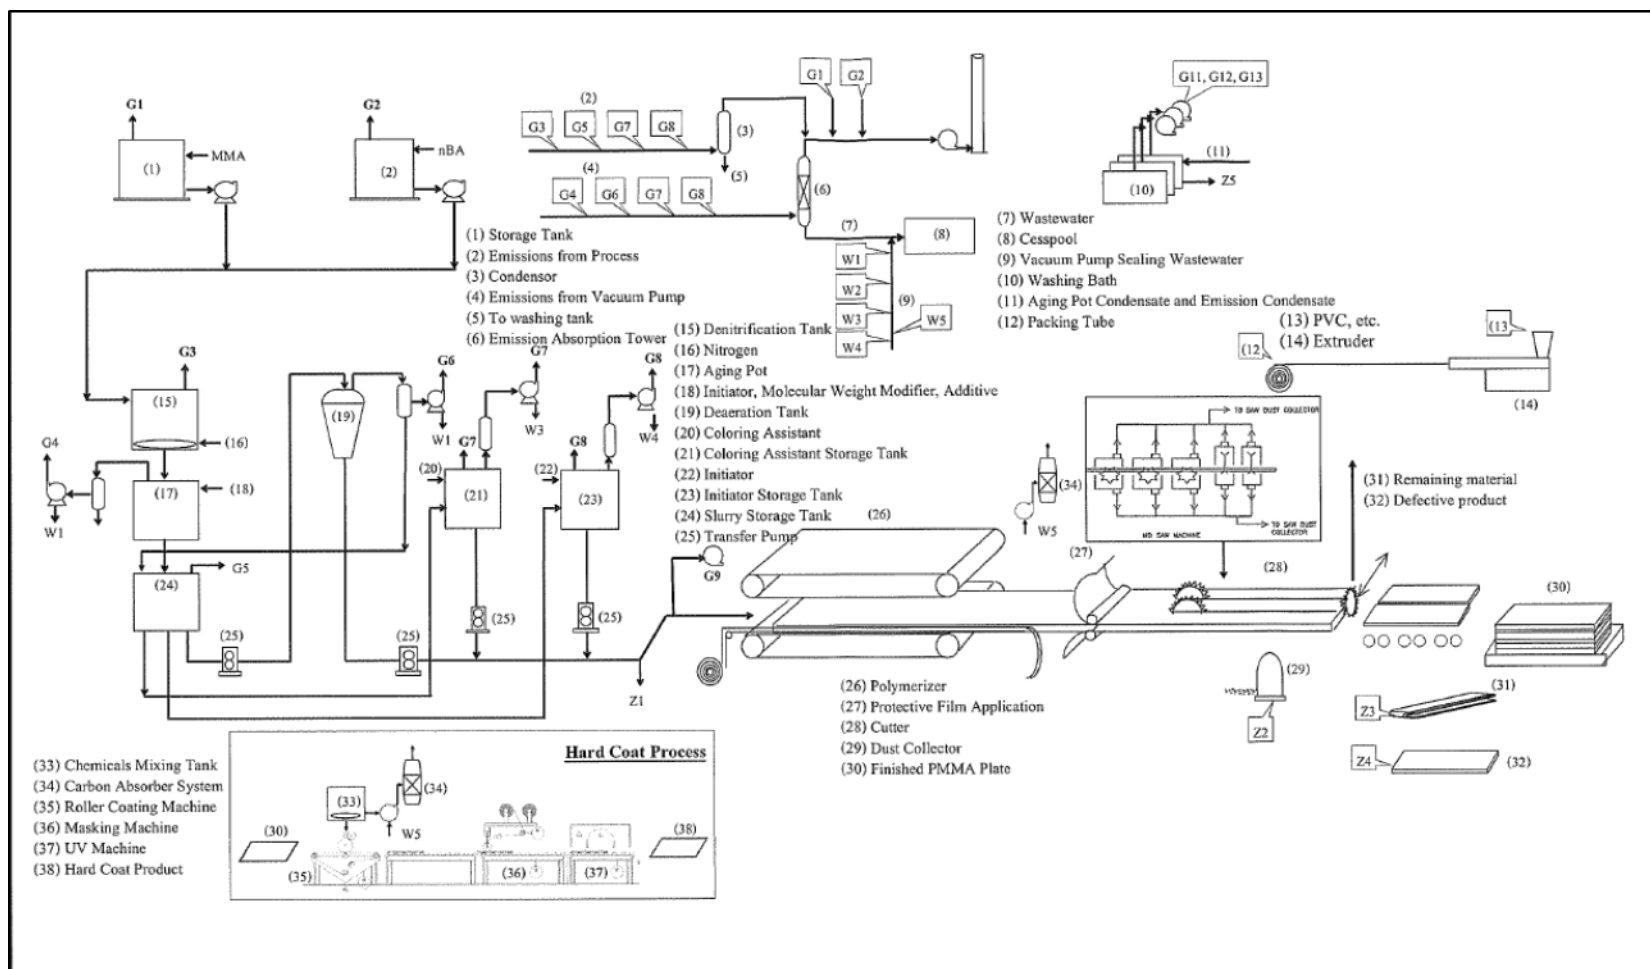 G1
(1)
MMA
G2
(2)
nBA
(2)
G3
G5
G7
G8
(3)
(4)
(5)
G4
G6
G7
G8
G1
G2
(6)
(7)
(8)
W1
W2
W3
W4
(9)
W5
G11, G12, G13
(11)
Z5
(10)
(1) Storage Tank
(2) Emissions from Process
(3) Condensor
(4) Emissions from Vacuum Pump
(5) To washing tank
(6) Emission Absorption Tower
(7) Wastewater
(8) Cesspool
(9) Vacuum Pump Sealing Wastewater
(10) Washing Bath
(11) Aging Pot Condensate and Emission Condensate
(12) Packing Tube
(13) PVC, etc.
(14) Extruder
(12)
(13)
(14)
(15) Denitrification Tank
(16) Nitrogen
(17) Aging Pot
(18) Initiator, Molecular Weight Modifier, Additive
(19) Deaeration Tank
(20) Coloring Assistant
(21) Coloring Assistant Storage Tank
(22) Initiator
(23) Initiator Storage Tank
(24) Slurry Storage Tank
(25) Transfer Pump
G3
(15)
(16)
G4
(17)
(18)
W1
(24)
G5
(25)
(19)
G6
W1
(25)
G7
W3
G7
(20)
(21)
(25)
G8
W4
G8
(22)
(23)
(25)
Z1
G9
(26)
(34)
W5
TO SAW DUST COLLECTOR
TO SAW DUST
COLLECTOR
MD SAW MACHINE
(27)
(28)
(31) Remaining material
(32) Defective product
(30)
(29)
Z2
(31)
Z3
Z4
(32)
(26) Polymerizer
(27) Protective Film Application
(28) Cutter
(29) Dust Collector
(30) Finished PMMA Plate
(33) Chemicals Mixing Tank
(34) Carbon Absorber System
(35) Roller Coating Machine
(36) Masking Machine
(37) UV Machine
(38) Hard Coat Product
Hard Coat Process
(33)
(34)
W5
(30)
(35)
(36)
(37)
(38)